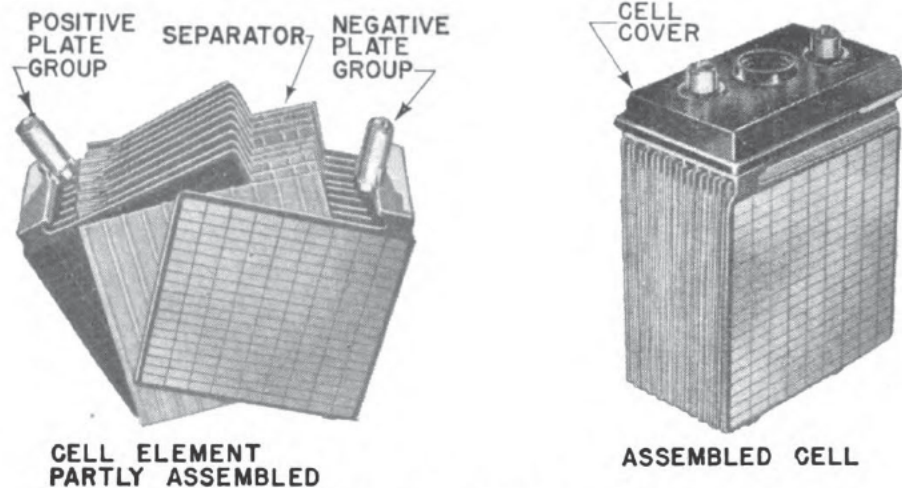 POSITIVE
PLATE
GROUP
SEPARATOR
NEGATIVE
PLATE
GROUP
CELL
COVER
CELL ELEMENT
PARTLY ASSEMBLED
ASSEMBLED CELL